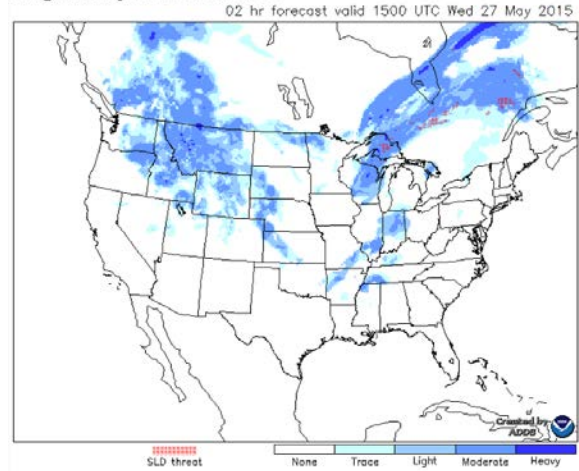 02 hr forecast valid 1500 UTC Wed 27 May 2015
Created by
ADDS
SLD threat None Trace Light Moderate Heavy